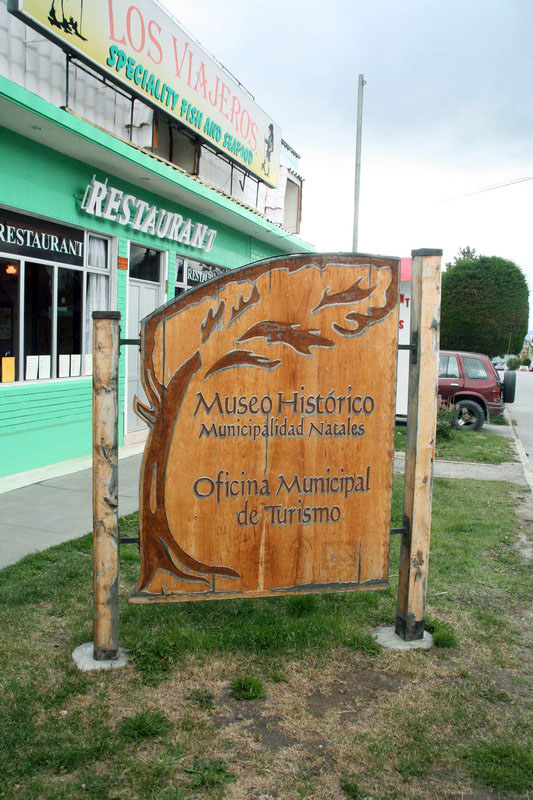 LOS VIAJEROS
SPECIALITY FISH AND SEAFOOD
RESTAURANT
RESTAURANT
Museo Histórico
Municipalidad Natales
Oficina Municipal
de Turismo